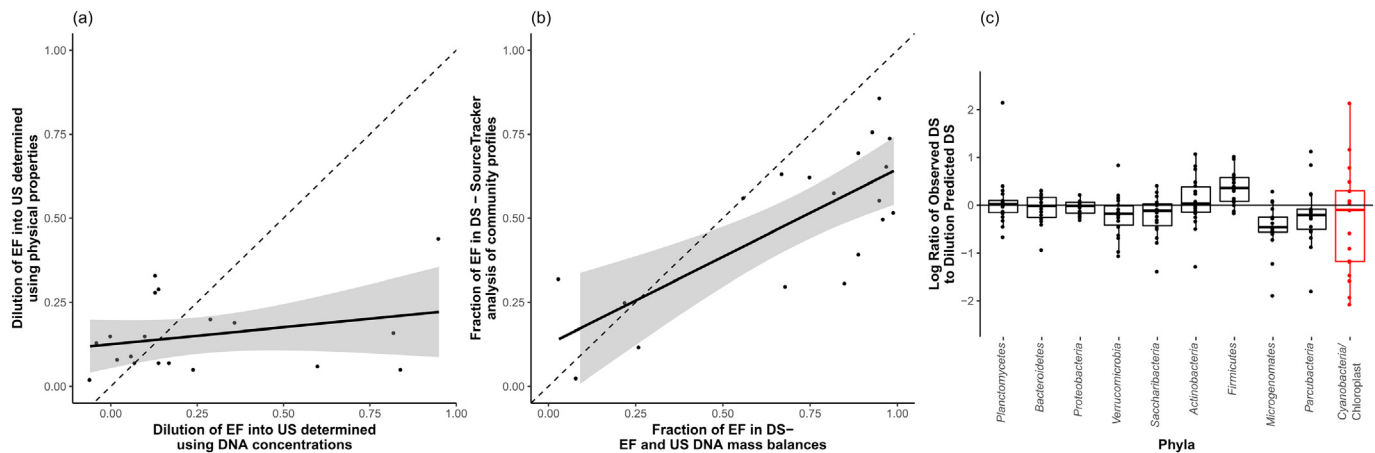 (a)
Dilution of EF into US determined
using physical properties
1.00
0.75
0.50
0.25
0.00
0.00
0.25
0.50
0.75
1.00
Dilution of EF into US determined
using DNA concentrations
(b)
Fraction of EF in DS - SourceTracker
analysis of community profiles
1.00
0.75
0.50
0.25
0.00
0.00
0.25
0.50
0.75
1.00
Fraction of EF in DS-
EF and US DNA mass balances
(c)
Log Ratio of Observed DS
to Dilution Predicted DS
2
1
0
-1
-2
Planctomycetes
Bacteroidetes
Proteobacteria
Verrucomicrobia
Saccharibacteria
Actinobacteria
Firmicutes
Microgenomates
Parcubacteria
Cyanobacteria/
Chloroplast
Phyla